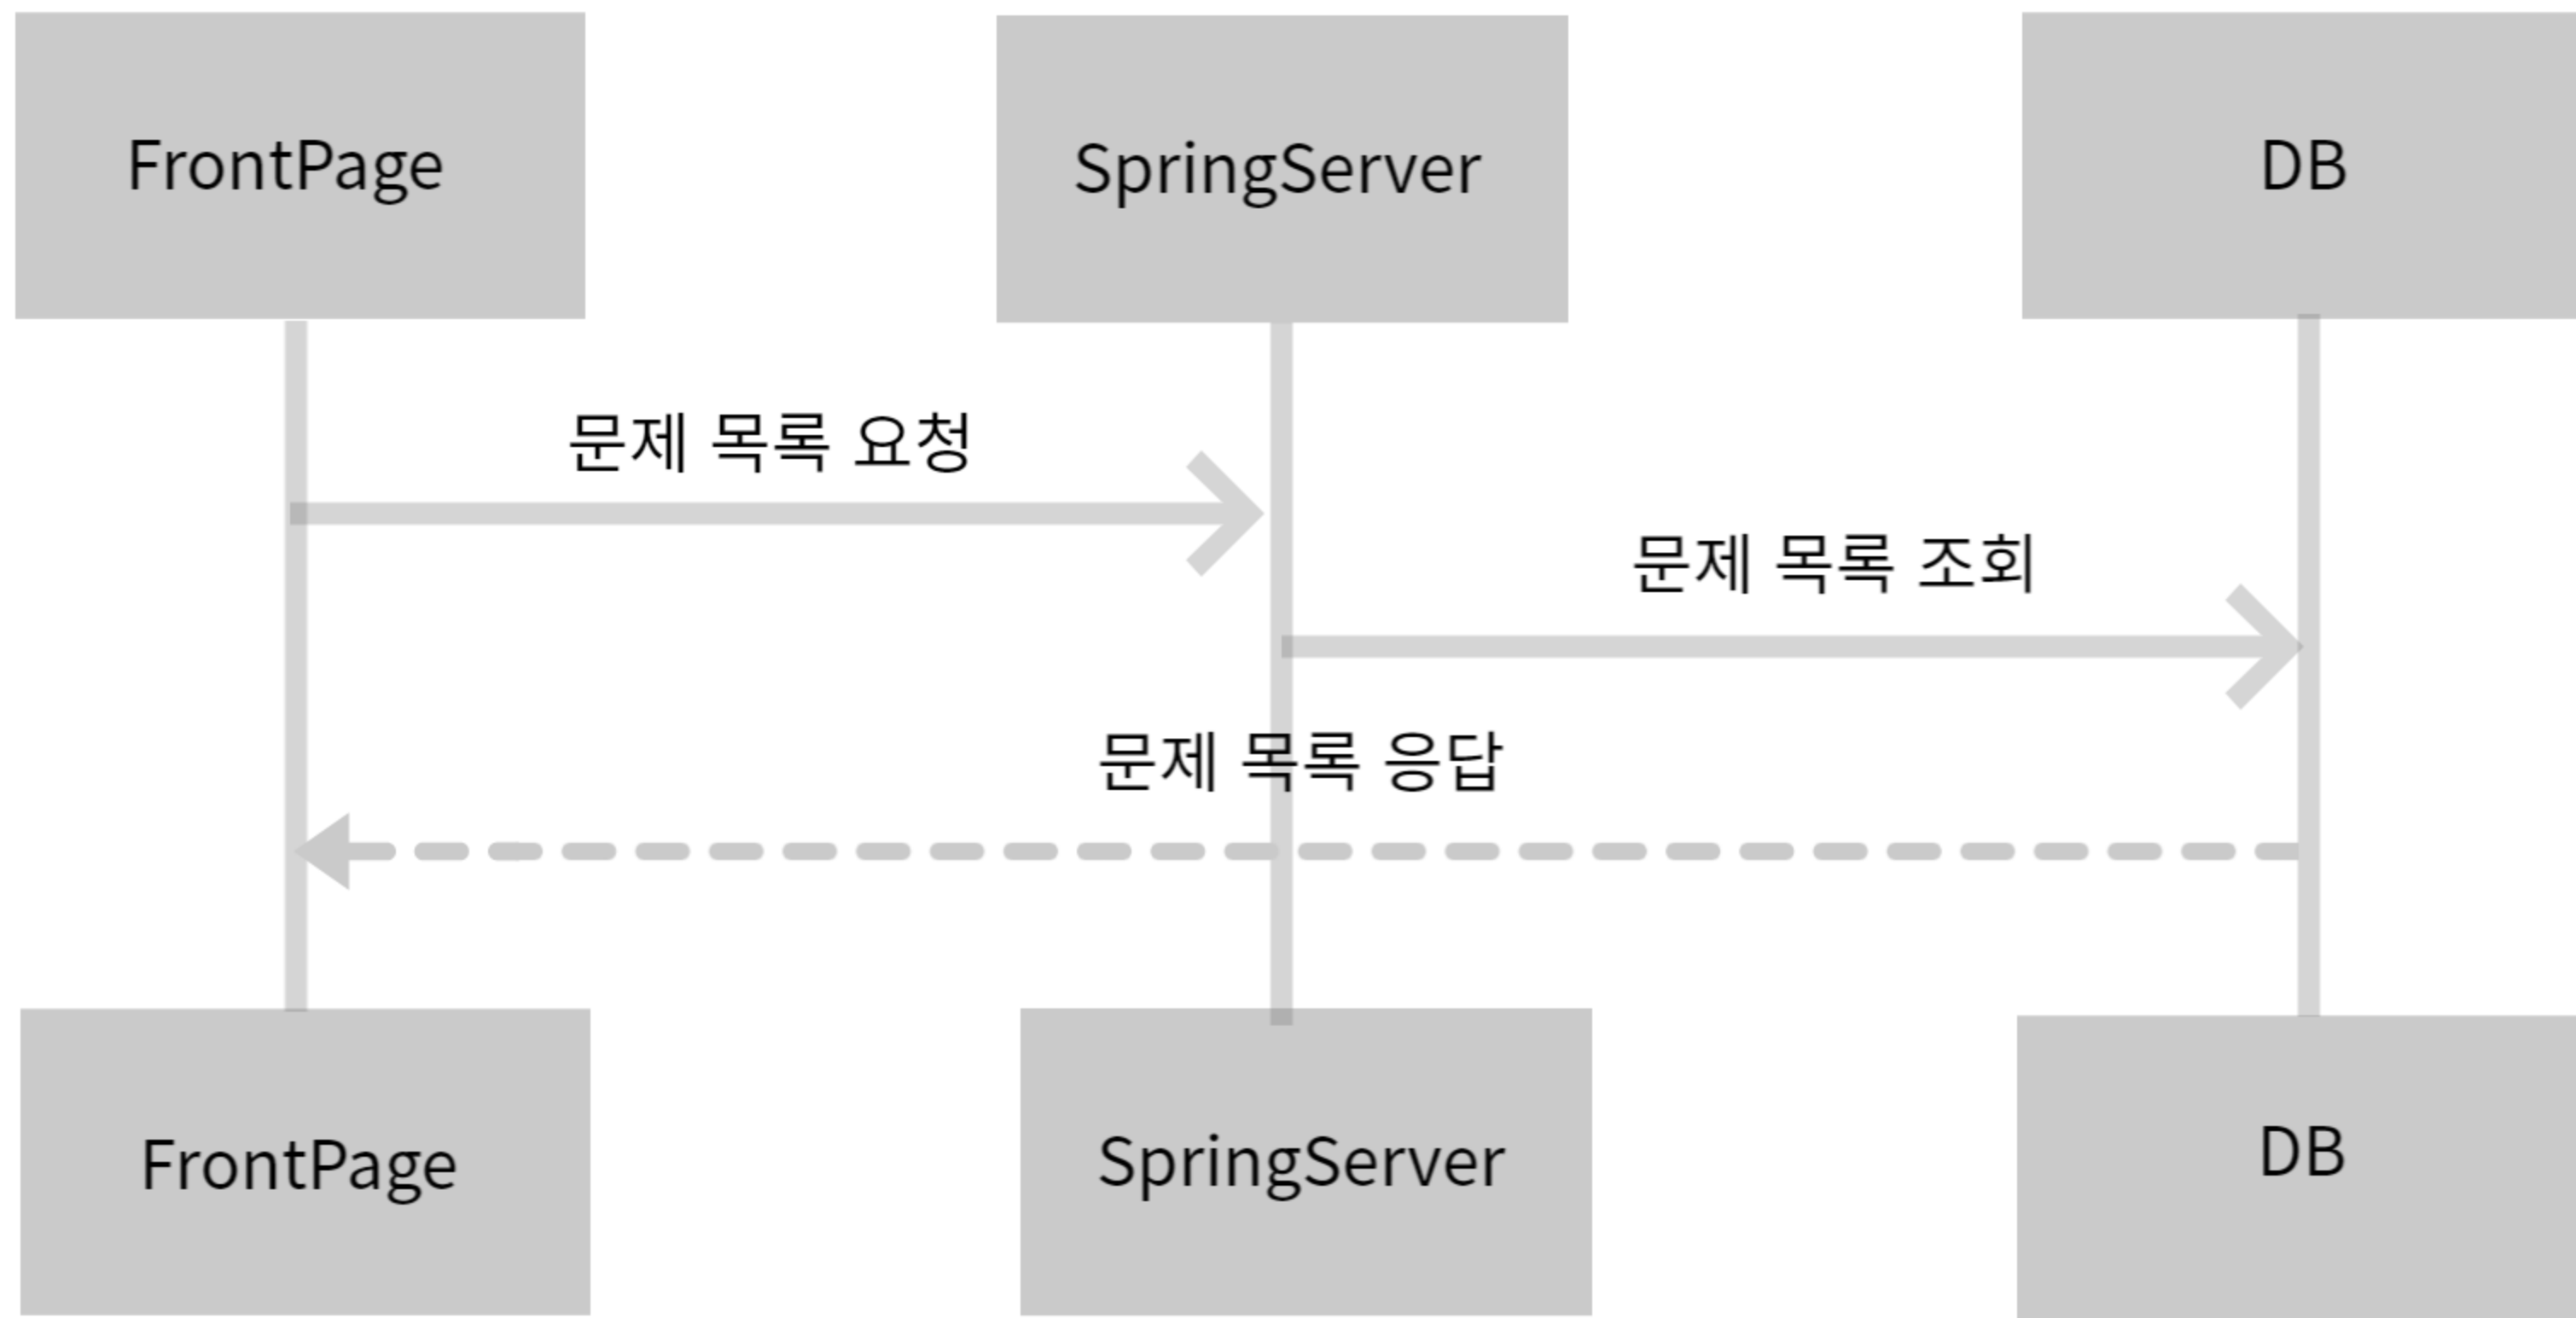 FrontPage
SpringServer
DB
문제 목록 요청
문제 목록 조회
문제 목록 응답
FrontPage
SpringServer
DB